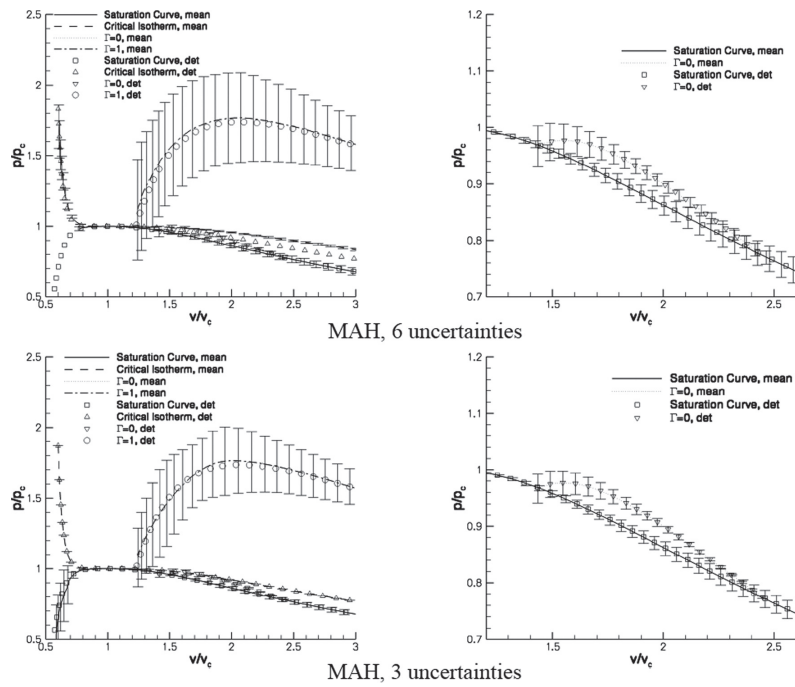 Saturation Curve, mean
Critical Isotherm, mean
Γ=0, mean
Γ=1, mean
Saturation Curve, det
Critical Isotherm, det
Γ=0, det
Γ=1, det
2.5
2
1.5
1
0.5
p/pc
0.5 1 1.5 2 2.5 3
v/vc
Saturation Curve, mean
Γ=0, mean
Saturation Curve, det
Γ=0, det
1.2
1.1
1
0.9
0.8
0.7
p/pc
1.5 2 2.5
v/vc
MAH, 6 uncertainties
Saturation Curve, mean
Critical Isotherm, mean
Γ=0, mean
Γ=1, mean
Saturation Curve, det
Critical Isotherm, det
Γ=0, det
Γ=1, det
2.5
2
1.5
1
0.5
p/pc
0.5 1 1.5 2 2.5 3
v/vc
Saturation Curve, mean
Γ=0, mean
Saturation Curve, det
Γ=0, det
1.2
1.1
1
0.9
0.8
0.7
p/pc
1.5 2 2.5
v/vc
MAH, 3 uncertainties